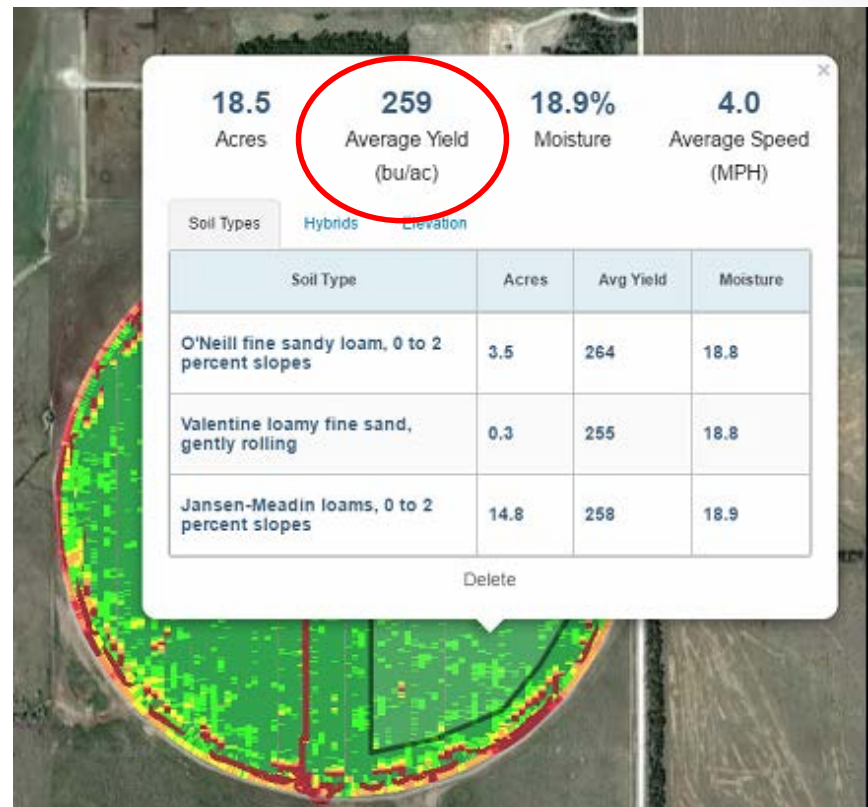 ×
18.5 259 18.9% 4.0
Acres Average Yield Moisture Average Speed
(bu/ac) (MPH)
Soil Types Hybrids Elevation
Soil Type Acres Avg Yield Moisture
O'Neill fine sandy loam, 0 to 2
percent slopes
3.5 264 18.8
Valentine loamy fine sand,
gently rolling
0.3 255 18.8
Jansen-Meadin loams, 0 to 2
percent slopes
14.8 258 18.9
Delete